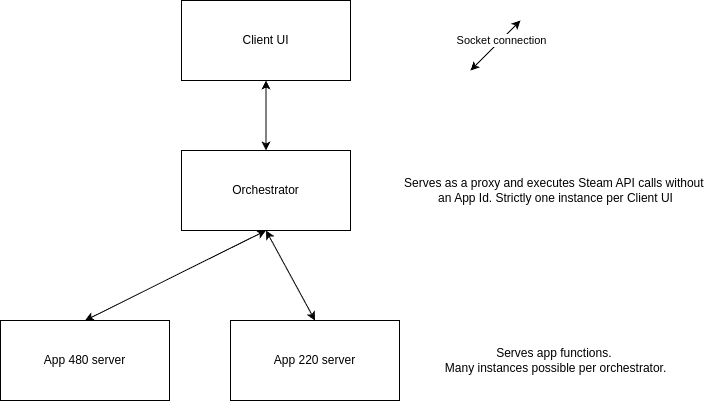 Client UI
Socket connection
Orchestrator
Serves as a proxy and executes Steam API calls without
an App Id. Strictly one instance per Client UI
App 480 server
App 220 server
Serves app functions.
Many instances possible per orchestrator.